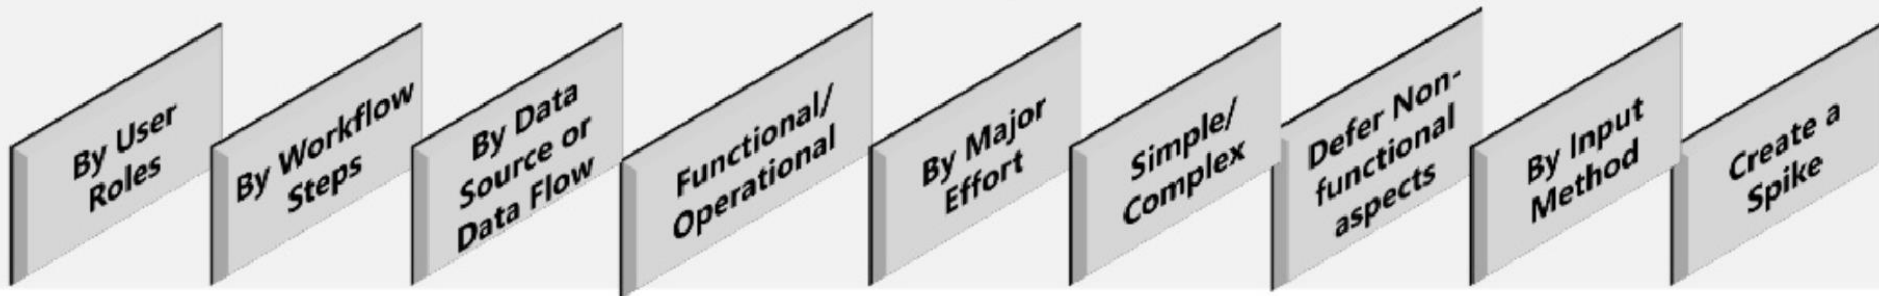 By User
Roles
By Workflow
Steps
By Data
Source or
Data Flow
Functional/
Operational
By Major
Effort
Simple/
Complex
Defer Non-
functional
aspects
By Input
Method
Create a
Spike